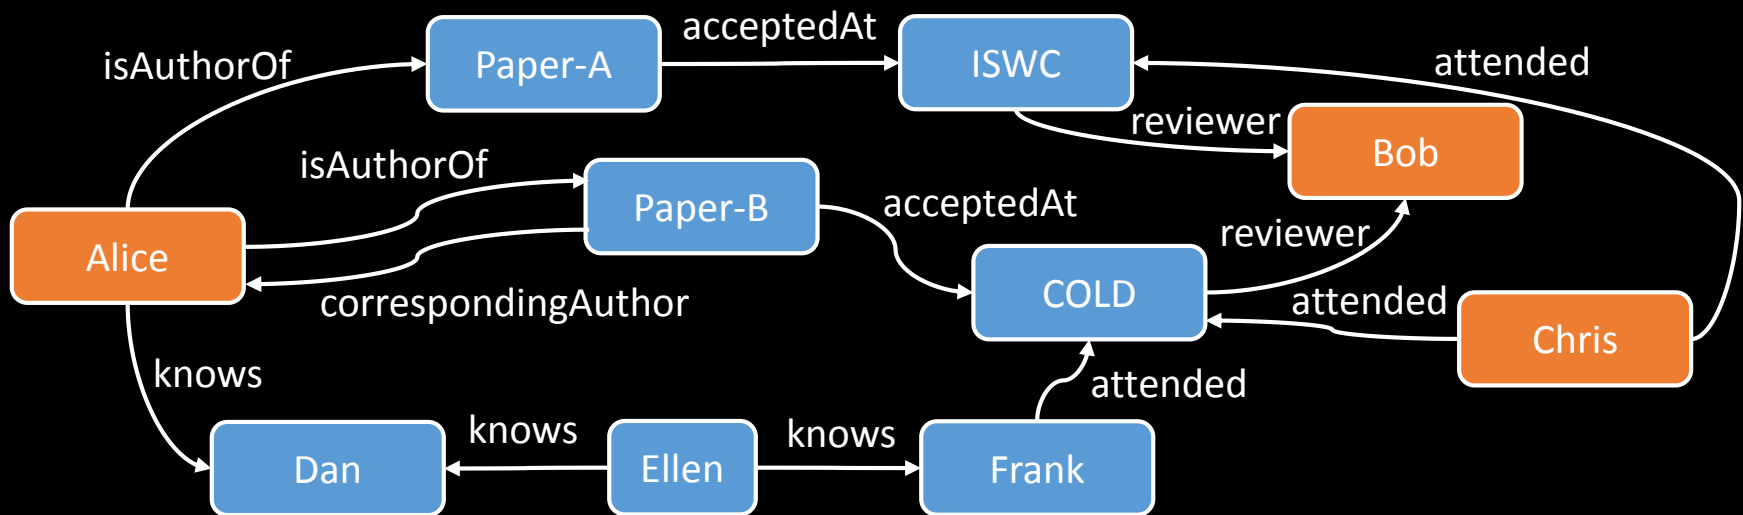 acceptedAt
isAuthorOf
Paper-A
ISWC
attended
reviewer
Bob
isAuthorOf
Paper-B
acceptedAt
reviewer
Alice
correspondingAuthor
COLD
attended
Chris
knows
attended
Dan
knows
Ellen
knows
Frank